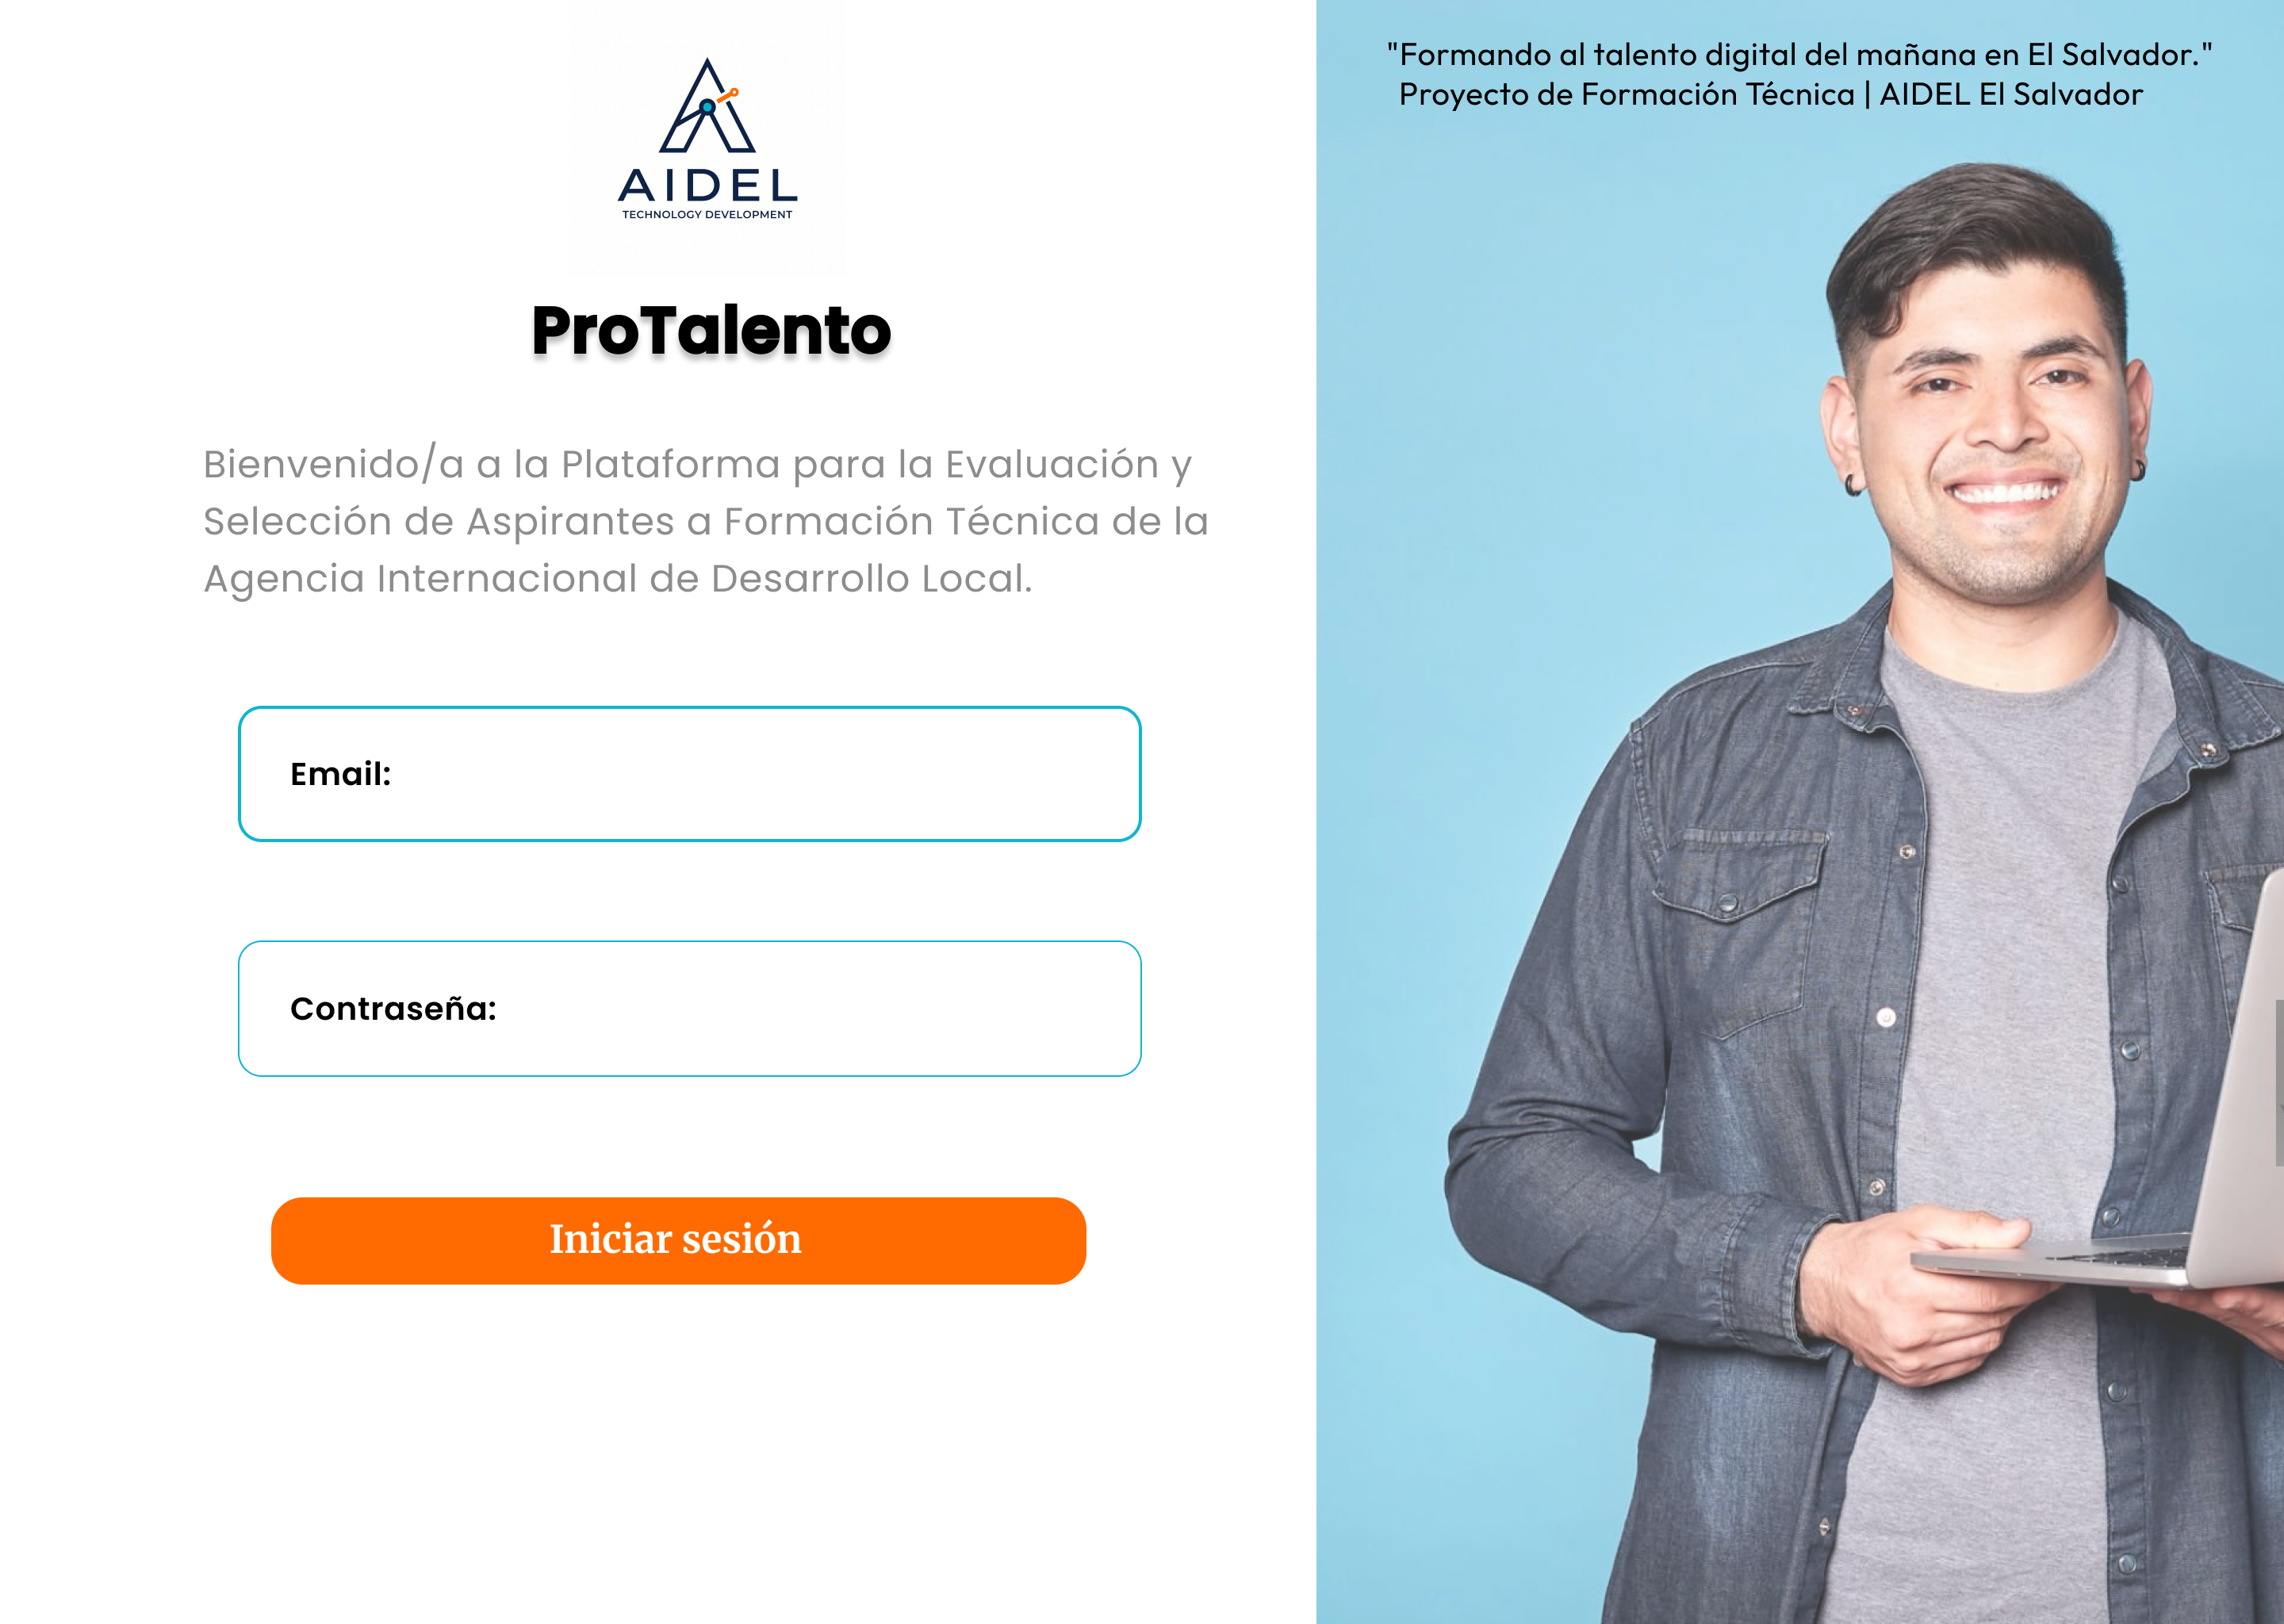 AIDEL
TECHNOLOGY DEVELOPMENT
ProTalento
Bienvenido/a a la Plataforma para la Evaluación y
Selección de Aspirantes a Formación Técnica de la
Agencia Internacional de Desarrollo Local.
Email:
Contraseña:
Iniciar sesión
"Formando al talento digital del mañana en El Salvador."
Proyecto de Formación Técnica | AIDEL El Salvador